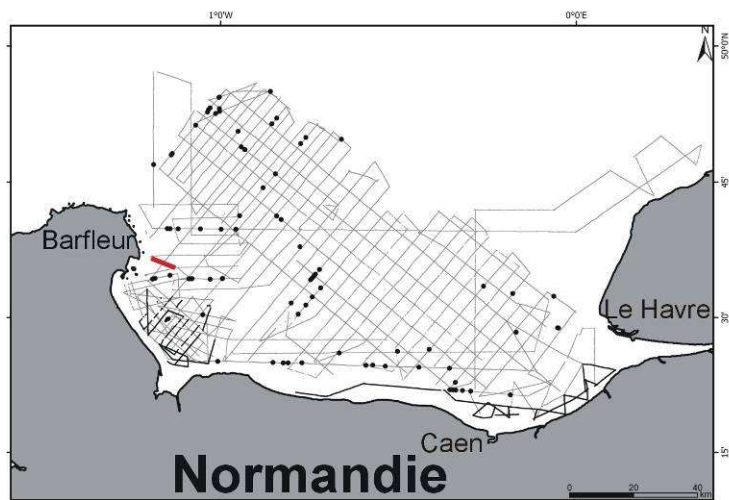 1°0'W 0°0'E
N
50°0'N
45'
Barfleur
Le Havre
30'
Caen
15'
Normandie
0 20 40
km